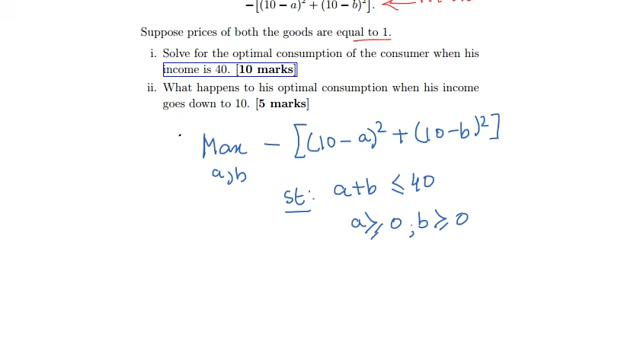 −[(10 − a)² + (10 − b)²].
Suppose prices of both the goods are equal to 1.
i. Solve for the optimal consumption of the consumer when his
income is 40. [10 marks]
ii. What happens to his optimal consumption when his income
goes down to 10. [5 marks]
Max − [(10 − a)² + (10 − b)²]
a, b
st: a + b ≤ 40
a ≥ 0 ; b ≥ 0